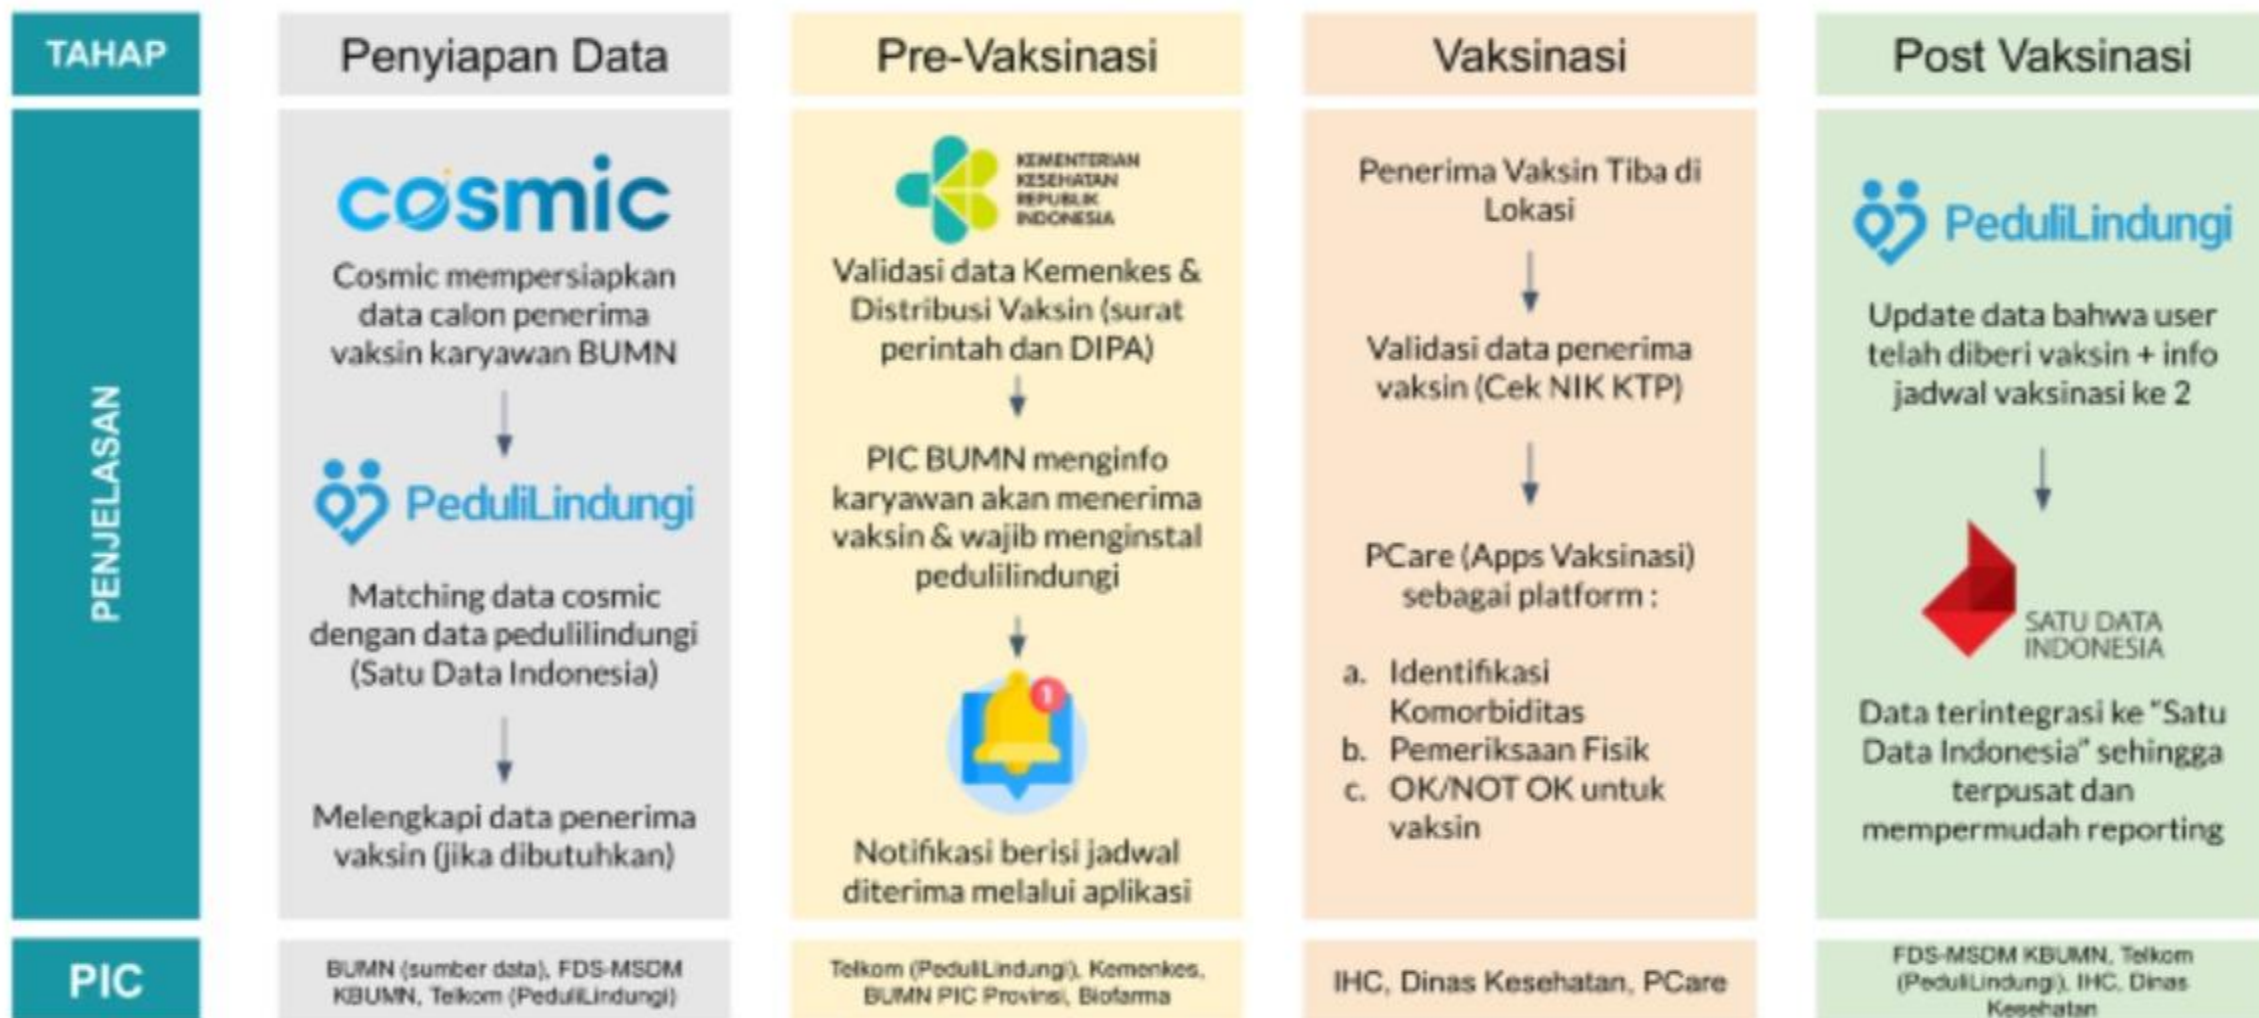 TAHAP
Penyiapan Data
Pre-Vaksinasi
Vaksinasi
Post Vaksinasi
PENJELASAN
cosmic
Cosmic mempersiapkan
data calon penerima
vaksin karyawan BUMN
PeduliLindungi
Matching data cosmic
dengan data pedulilindungi
(Satu Data Indonesia)
Melengkapi data penerima
vaksin (jika dibutuhkan)
KEMENTERIAN
KESEHATAN
REPUBLIK
INDONESIA
Validasi data Kemenkes &
Distribusi Vaksin (surat
perintah dan DIPA)
PIC BUMN menginfo
karyawan akan menerima
vaksin & wajib menginstal
pedulilindungi
1
Notifikasi berisi jadwal
diterima melalui aplikasi
Penerima Vaksin Tiba di
Lokasi
Validasi data penerima
vaksin (Cek NIK KTP)
PCare (Apps Vaksinasi)
sebagai platform :
a. Identifikasi
Komorbiditas
b. Pemeriksaan Fisik
c. OK/NOT OK untuk
vaksin
PeduliLindungi
Update data bahwa user
telah diberi vaksin + info
jadwal vaksinasi ke 2
SATU DATA
INDONESIA
Data terintegrasi ke "Satu
Data Indonesia" sehingga
terpusat dan
mempermudah reporting
PIC
BUMN (sumber data), FDS-MSDM
KBUMN, Telkom (PeduliLindungi)
Telkom (PeduliLindungi), Kemenkes,
BUMN PIC Provinsi, Biofarma
IHC, Dinas Kesehatan, PCare
FDS-MSDM KBUMN, Telkom
(PeduliLindungi), IHC, Dinas
Kesehatan